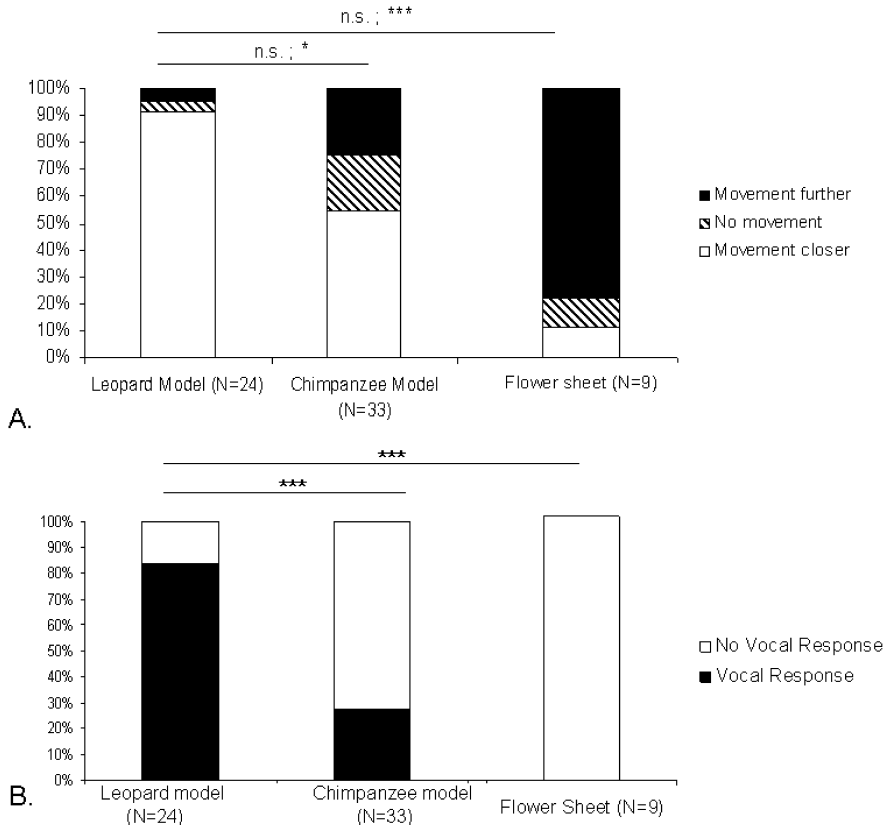 n.s. ; ***
n.s. ; *
100%
90%
80%
70%
60%
50%
40%
30%
20%
10%
0%
Movement further
No movement
Movement closer
Leopard Model (N=24)
Chimpanzee Model
(N=33)
Flower sheet (N=9)
A.
***
***
100%
90%
80%
70%
60%
50%
40%
30%
20%
10%
0%
No Vocal Response
Vocal Response
Leopard model
(N=24)
Chimpanzee model
(N=33)
Flower Sheet (N=9)
B.